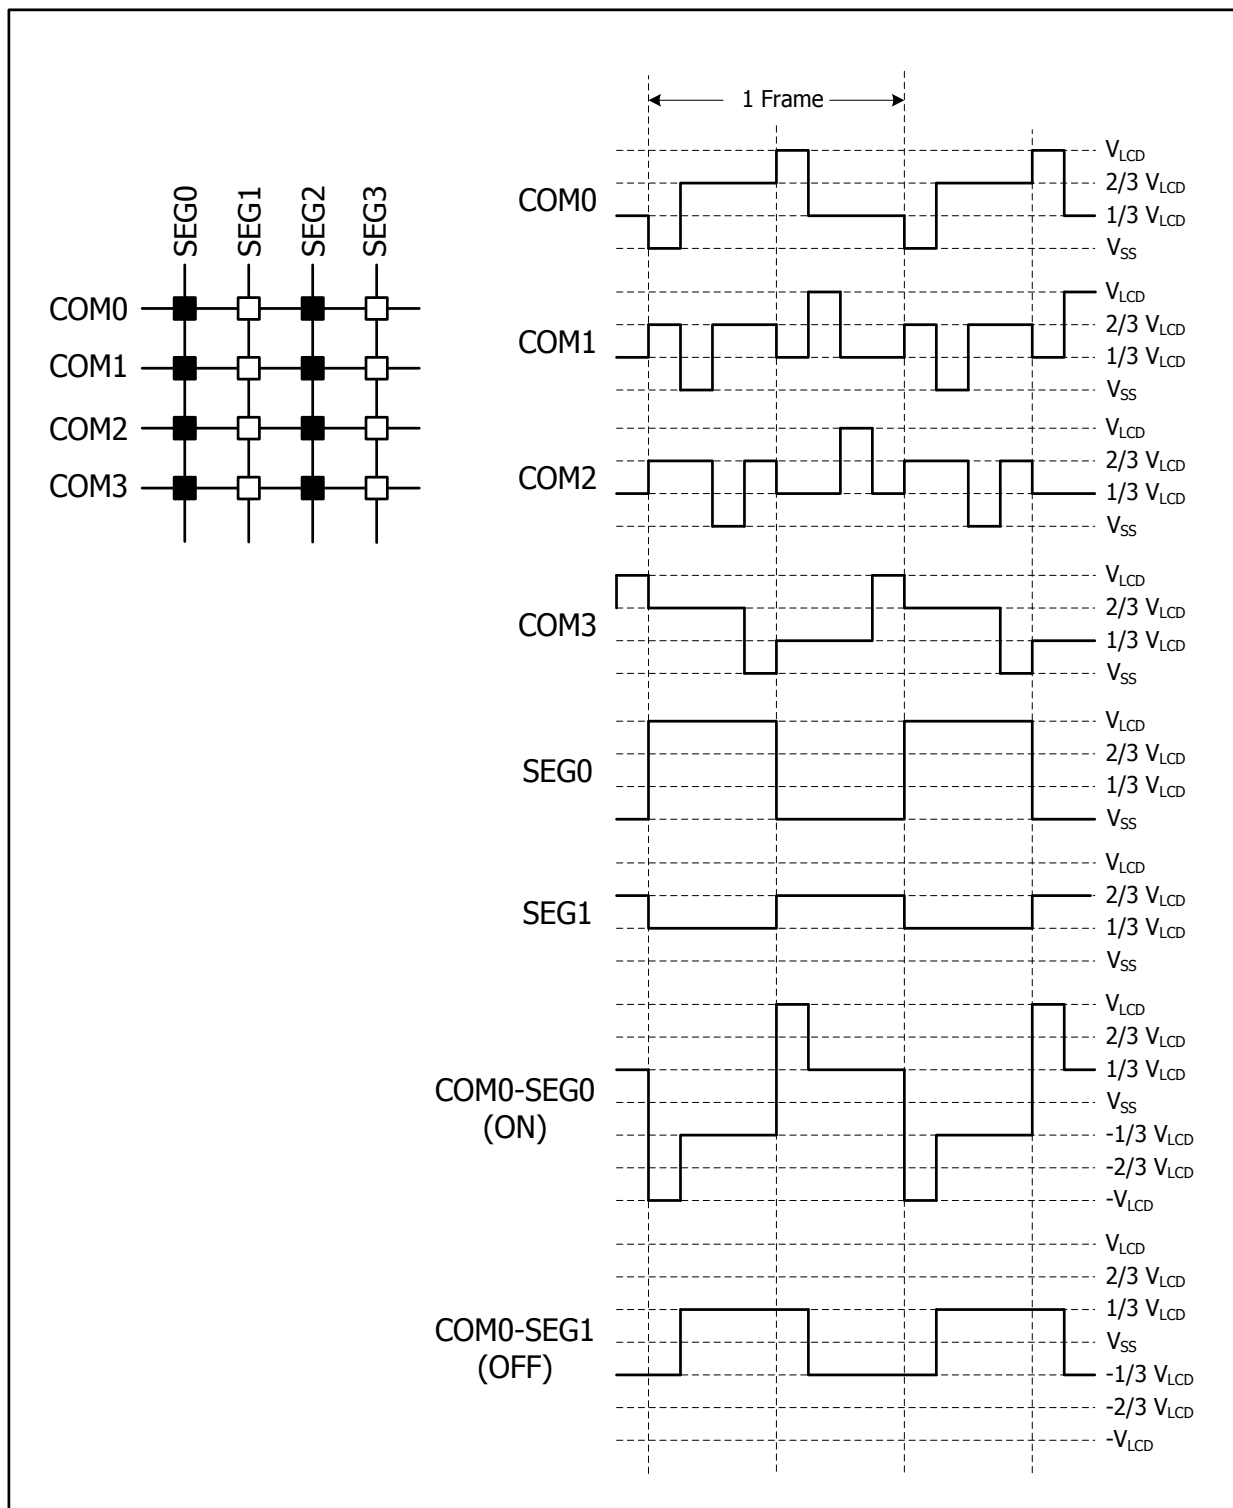 1 Frame
SEG0
SEG1
SEG2
SEG3
COM0
COM1
COM2
COM3
COM0
VLCD
2/3 VLCD
1/3 VLCD
VSS
COM1
VLCD
2/3 VLCD
1/3 VLCD
VSS
COM2
VLCD
2/3 VLCD
1/3 VLCD
VSS
COM3
VLCD
2/3 VLCD
1/3 VLCD
VSS
SEG0
VLCD
2/3 VLCD
1/3 VLCD
VSS
SEG1
VLCD
2/3 VLCD
1/3 VLCD
VSS
COM0-SEG0
(ON)
VLCD
2/3 VLCD
1/3 VLCD
VSS
-1/3 VLCD
-2/3 VLCD
-VLCD
COM0-SEG1
(OFF)
VLCD
2/3 VLCD
1/3 VLCD
VSS
-1/3 VLCD
-2/3 VLCD
-VLCD